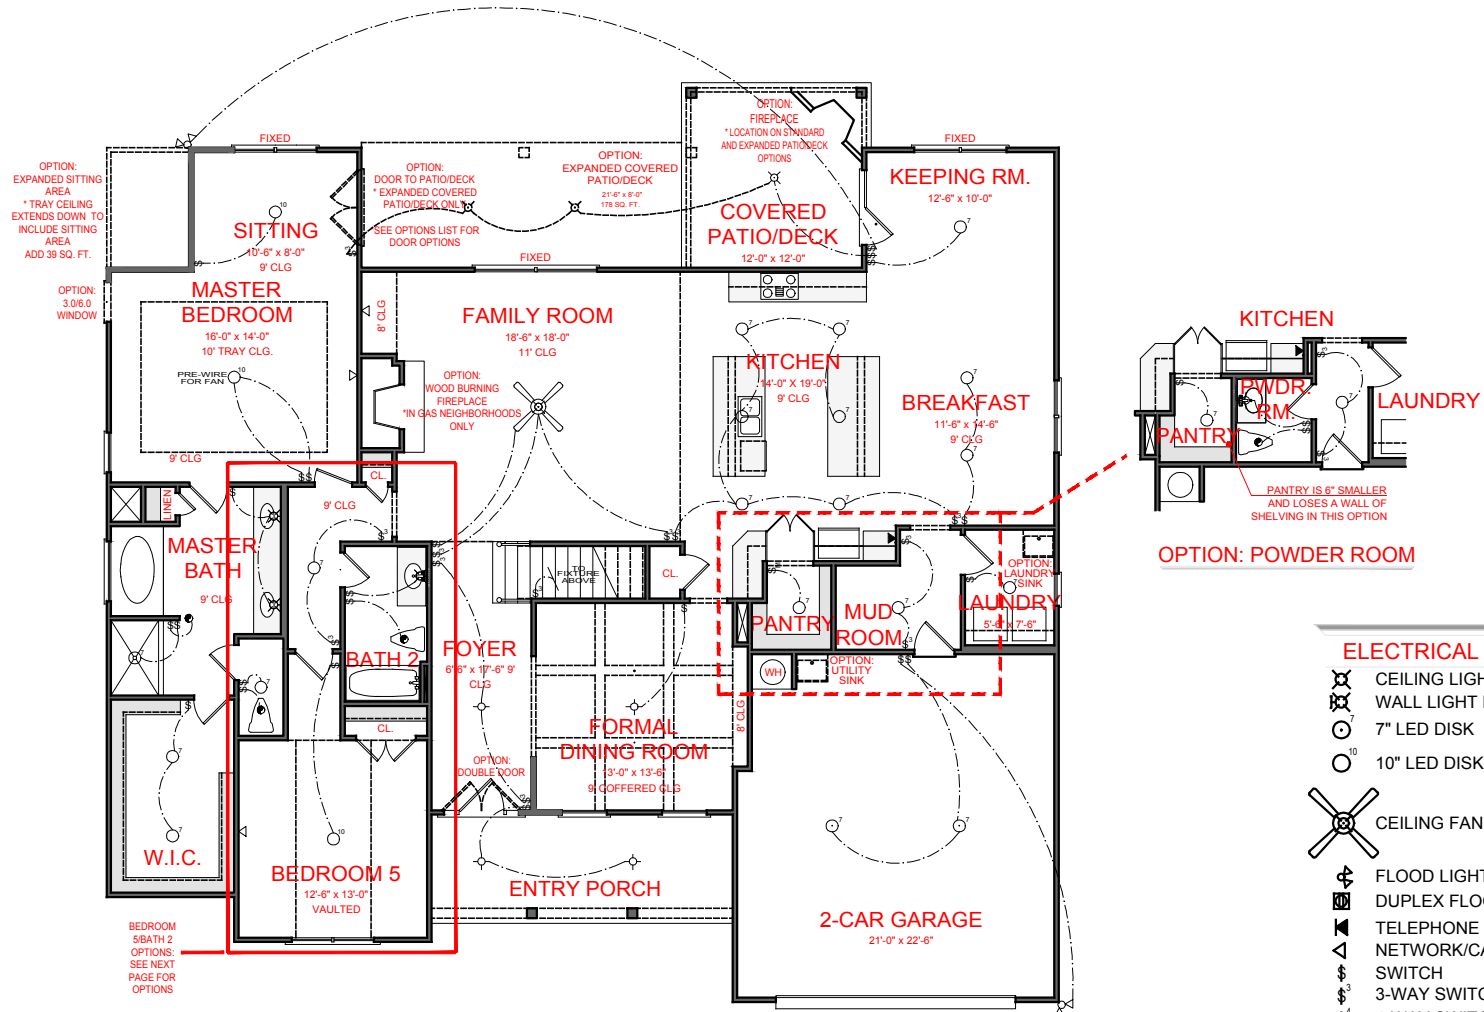 FIXED
OPTION:
EXPANDED SITTING
AREA
* TRAY CEILING
EXTENDS DOWN TO
INCLUDE SITTING
AREA
ADD 39 SQ. FT.
OPTION:
3.0/6.0
WINDOW
SITTING
10'-6" x 8'-0"
9' CLG
10
MASTER
BEDROOM
16'-0" x 14'-0"
10' TRAY CLG.
PRE-WIRE
FOR FAN
10
9' CLG
OPTION:
DOOR TO PATIO/DECK
* EXPANDED COVERED
PATIO/DECK ONLY
*SEE OPTIONS LIST FOR
DOOR OPTIONS
OPTION:
EXPANDED COVERED
PATIO/DECK
21'-6" x 8'-0"
178 SQ. FT.
OPTION:
FIREPLACE
* LOCATION ON STANDARD
AND EXPANDED PATIO/DECK
OPTIONS
COVERED
PATIO/DECK
12'-0" x 12'-0"
FIXED
KEEPING RM.
12'-6" x 10'-0"
7
FIXED
8' CLG
FAMILY ROOM
18'-6" x 18'-0"
11' CLG
OPTION:
WOOD BURNING
FIREPLACE
*IN GAS NEIGHBORHOODS
ONLY
KITCHEN
14'-0" X 19'-0"
9' CLG
BREAKFAST
11'-6" x 14'-6"
9' CLG
CL.
9' CLG
LINEN
MASTER
BATH
9' CLG
BATH 2
FOYER
6'-6" x 17'-6" 9'
CLG
TO
FIXTURE
ABOVE
CL.
PANTRY
MUD
ROOM
OPTION:
LAUNDRY
SINK
LAUNDRY
5'-6" x 7'-6"
WH
OPTION:
UTILITY
SINK
8' CLG
FORMAL
DINING ROOM
13'-0" x 13'-6"
9' COFFERED CLG
CL.
OPTION:
DOUBLE DOOR
W.I.C.
BEDROOM 5
12'-6" x 13'-0"
VAULTED
10
ENTRY PORCH
2-CAR GARAGE
21'-0" x 22'-6"
BEDROOM
5/BATH 2
OPTIONS:
SEE NEXT
PAGE FOR
OPTIONS
KITCHEN
PWDR.
RM.
LAUNDRY
PANTRY
PANTRY IS 6" SMALLER
AND LOSES A WALL OF
SHELVING IN THIS OPTION
OPTION: POWDER ROOM
ELECTRICAL
CEILING LIGH
WALL LIGHT
7 7" LED DISK
10 10" LED DISK
CEILING FAN
FLOOD LIGHT
DUPLEX FLO
TELEPHONE
NETWORK/CA
$ SWITCH
$3 3-WAY SWITC